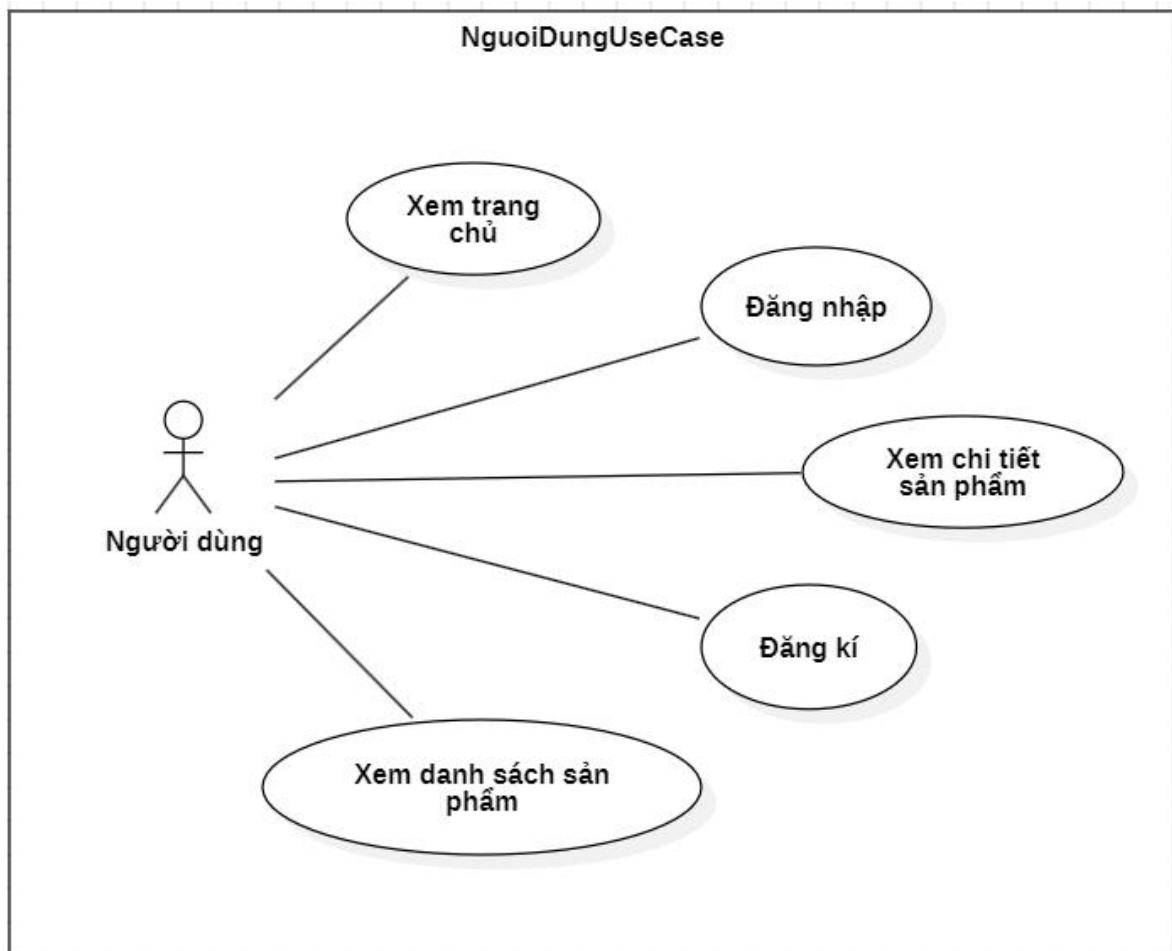 NguoiDungUseCase
Xem trang
chủ
Đăng nhập
Xem chi tiết
sản phẩm
Người dùng
Đăng kí
Xem danh sách sản
phẩm